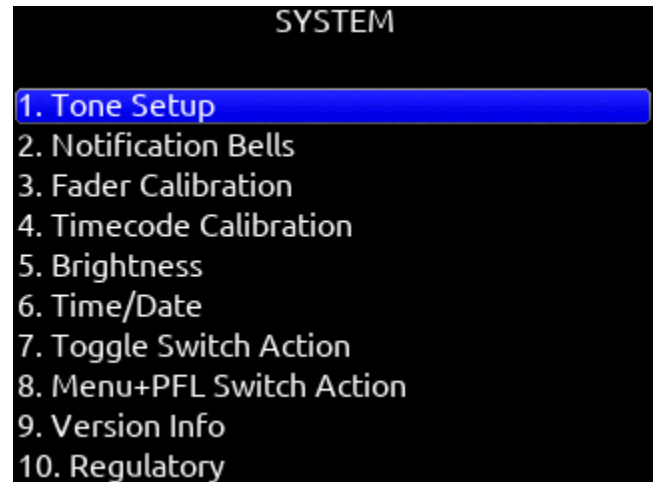 SYSTEM
1. Tone Setup
2. Notification Bells
3. Fader Calibration
4. Timecode Calibration
5. Brightness
6. Time/Date
7. Toggle Switch Action
8. Menu+PFL Switch Action
9. Version Info
10. Regulatory